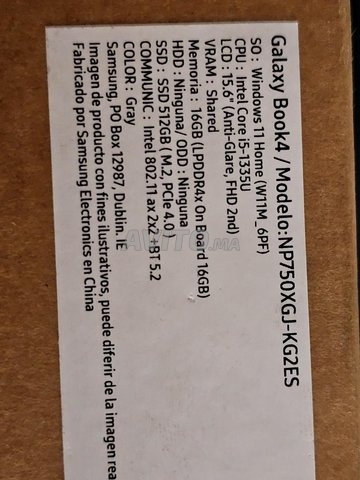 Galaxy Book4 / Modelo:NP750XGJ-KG2ES
SO : Windows 11 Home (W11M_6PF)
CPU : Intel Core i5-1335U
LCD : 15.6" (Anti-Glare, FHD 2nd)
VRAM : Shared
Memoria : 16GB (LPDDR4x On Board 16GB)
HDD : Ninguna/ ODD : Ninguna
SSD : SSD 512GB ( M.2, PCIe 4.0 )
COMMUNIC : Intel 802.11 ax 2x2 +BT 5.2
COLOR : Gray
Samsung, PO Box 12987, Dublin. IE
Imagen de producto con fines ilustrativos, puede diferir de la imagen rea
Fabricado por Samsung Electronics en China
AVITO.MA